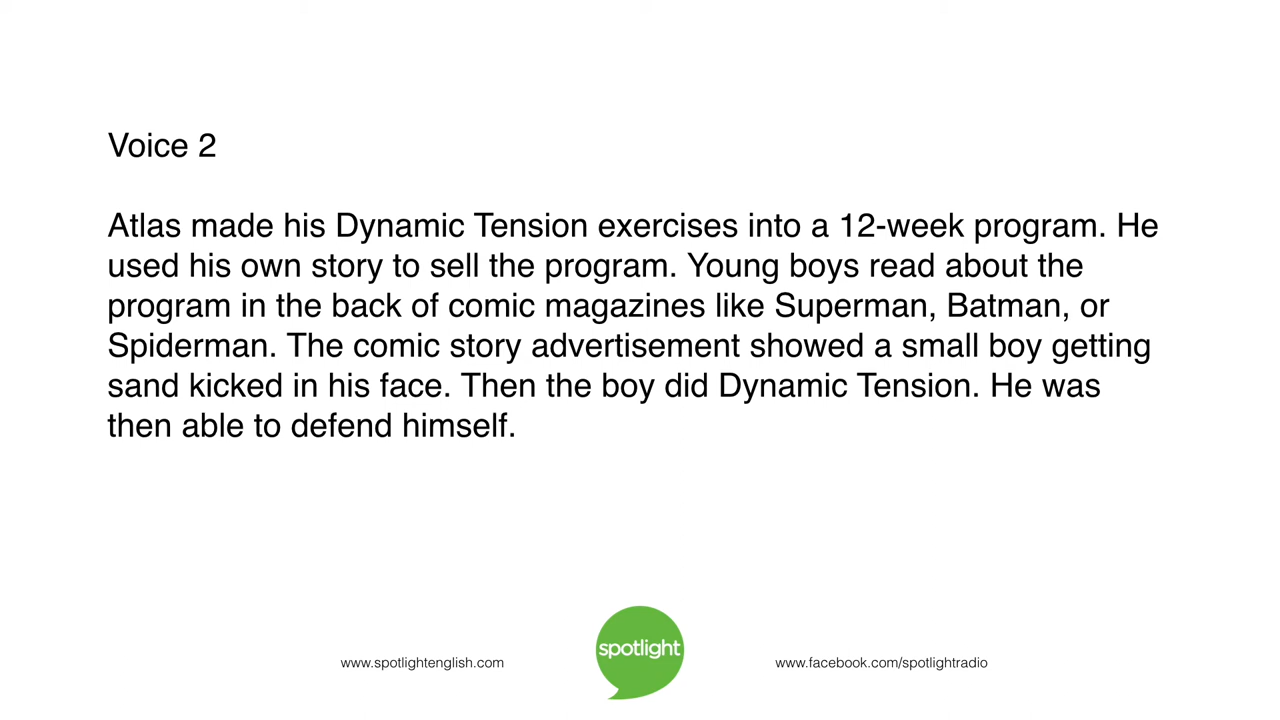 Voice 2
Atlas made his Dynamic Tension exercises into a 12-week program. He
used his own story to sell the program. Young boys read about the
program in the back of comic magazines like Superman, Batman, or
Spiderman. The comic story advertisement showed a small boy getting
sand kicked in his face. Then the boy did Dynamic Tension. He was
then able to defend himself.
www.spotlightenglish.com
spotlight
www.facebook.com/spotlightradio